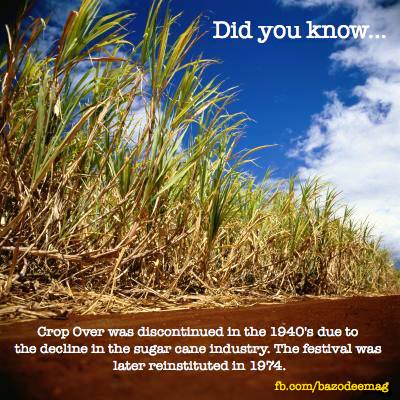 Did you know...
Crop Over was discontinued in the 1940's due to
the decline in the sugar cane industry. The festival was
later reinstituted in 1974.
fb.com/bazodeemag